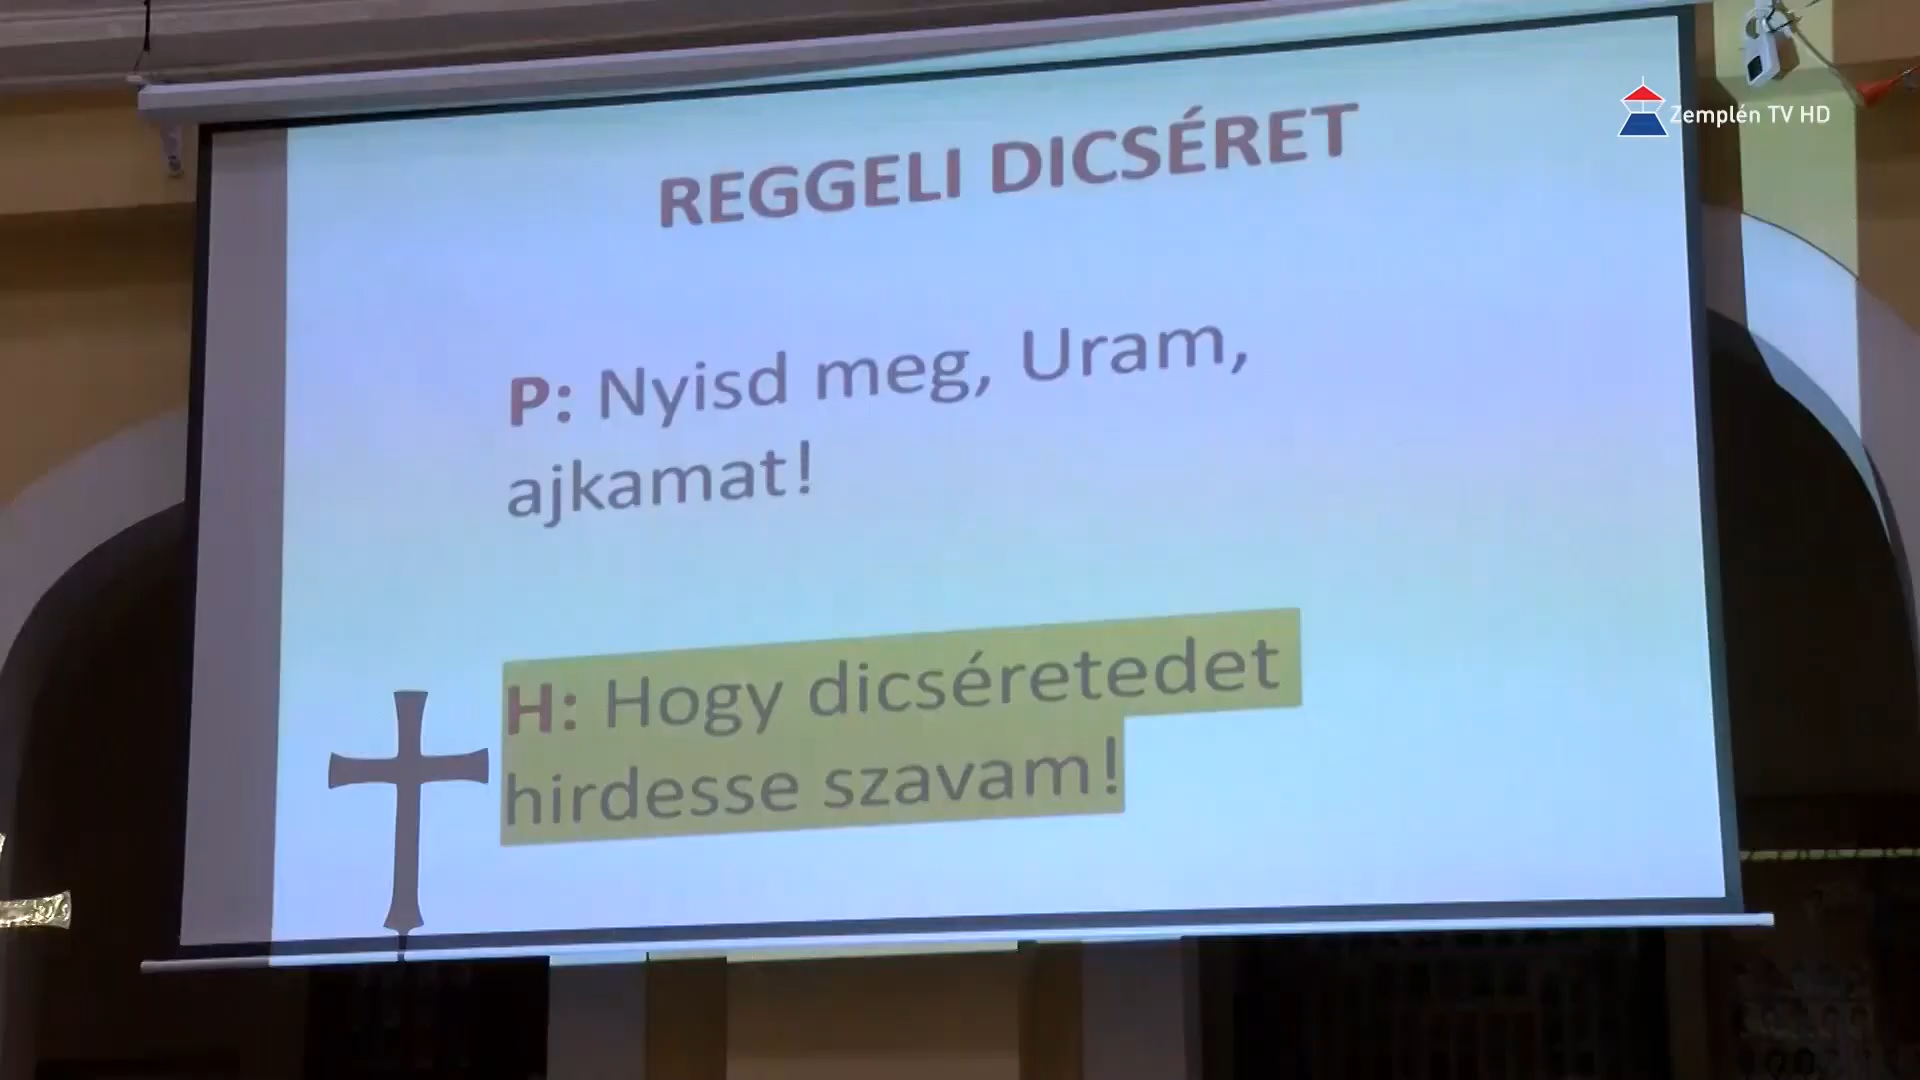 Zemplén TV HD
REGGELI DICSÉRET
P: Nyisd meg, Uram,
ajkamat!
H: Hogy dicséretedet
hirdesse szavam!